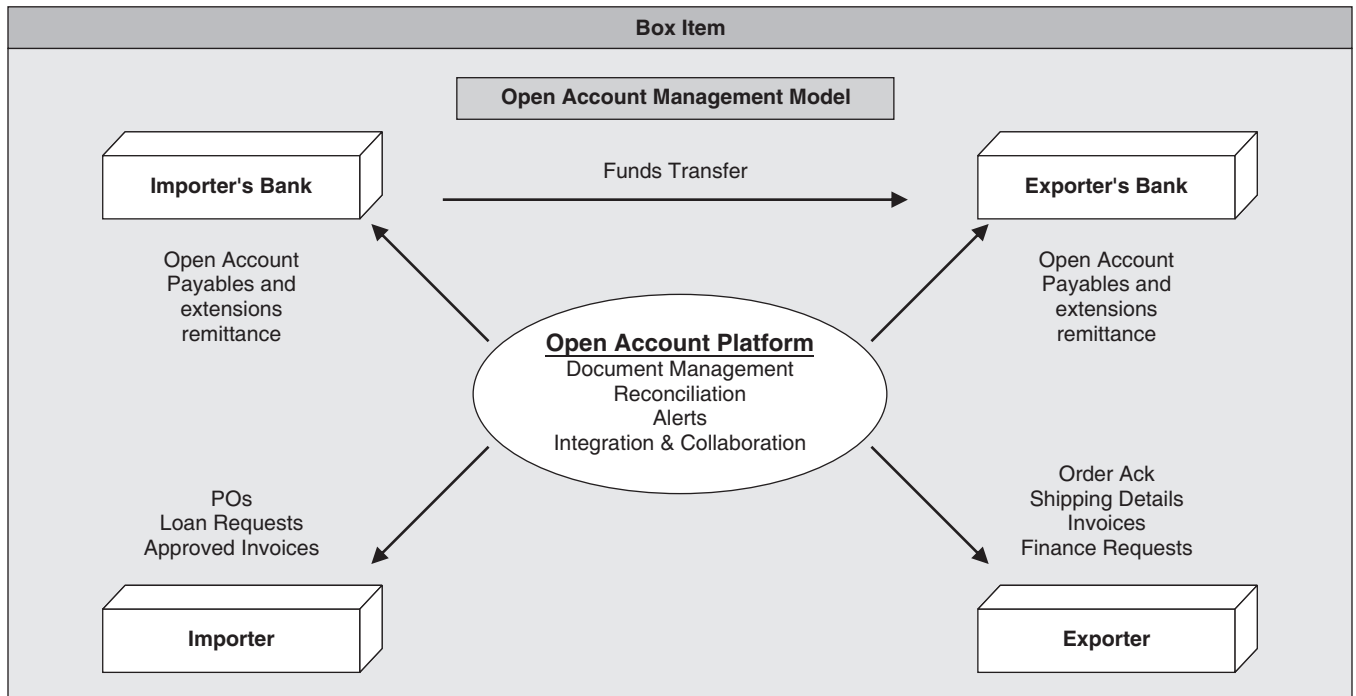 Box Item
Open Account Management Model
Importer's Bank
Funds Transfer
Exporter's Bank
Open Account
Payables and
extensions
remittance
Open Account
Payables and
extensions
remittance
Open Account Platform
Document Management
Reconciliation
Alerts
Integration & Collaboration
POs
Loan Requests
Approved Invoices
Order Ack
Shipping Details
Invoices
Finance Requests
Importer
Exporter